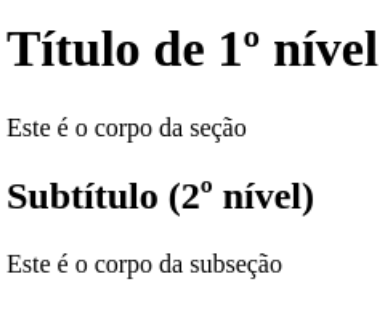 Título de 1º nível
Este é o corpo da seção
Subtítulo (2º nível)
Este é o corpo da subseção